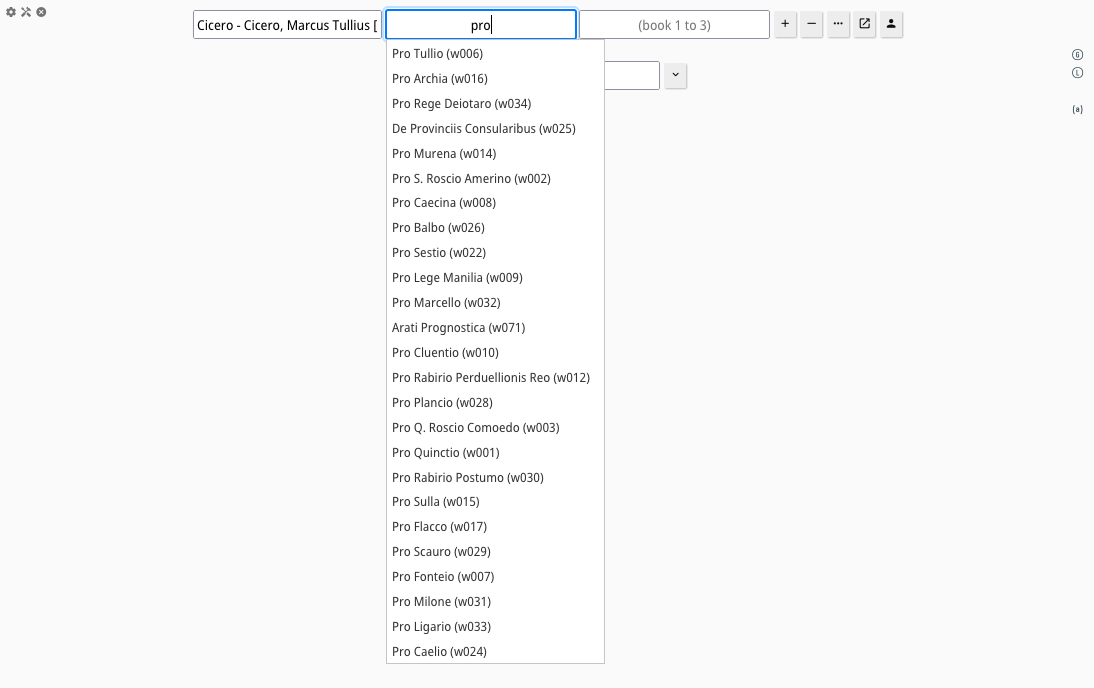 Cicero - Cicero, Marcus Tullius [
pro
(book 1 to 3)
Pro Tullio (w006)
Pro Archia (w016)
Pro Rege Deiotaro (w034)
De Provinciis Consularibus (w025)
Pro Murena (w014)
Pro S. Roscio Amerino (w002)
Pro Caecina (w008)
Pro Balbo (w026)
Pro Sestio (w022)
Pro Lege Manilia (w009)
Pro Marcello (w032)
Arati Prognostica (w071)
Pro Cluentio (w010)
Pro Rabirio Perduellionis Reo (w012)
Pro Plancio (w028)
Pro Q. Roscio Comoedo (w003)
Pro Quinctio (w001)
Pro Rabirio Postumo (w030)
Pro Sulla (w015)
Pro Flacco (w017)
Pro Scauro (w029)
Pro Fonteio (w007)
Pro Milone (w031)
Pro Ligario (w033)
Pro Caelio (w024)
G
L
(a)